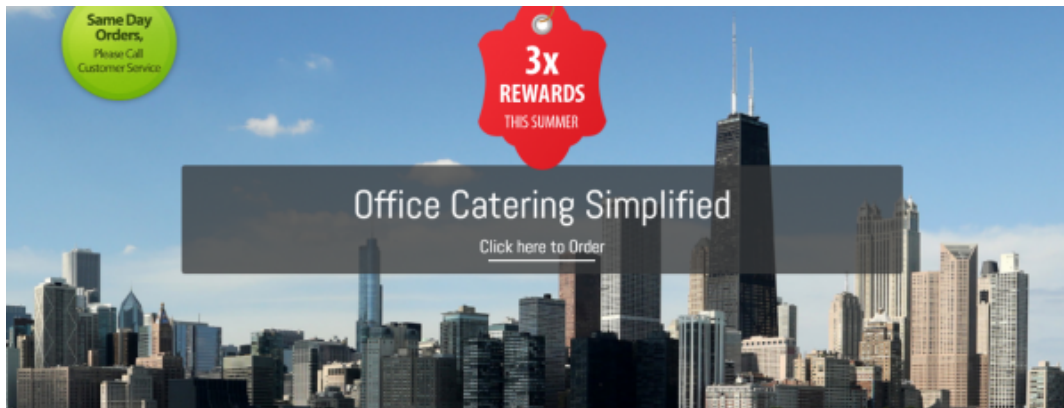 Same Day
Orders,
Please Call
Customer Service
3x
REWARDS
THIS SUMMER
Office Catering Simplified
Click here to Order